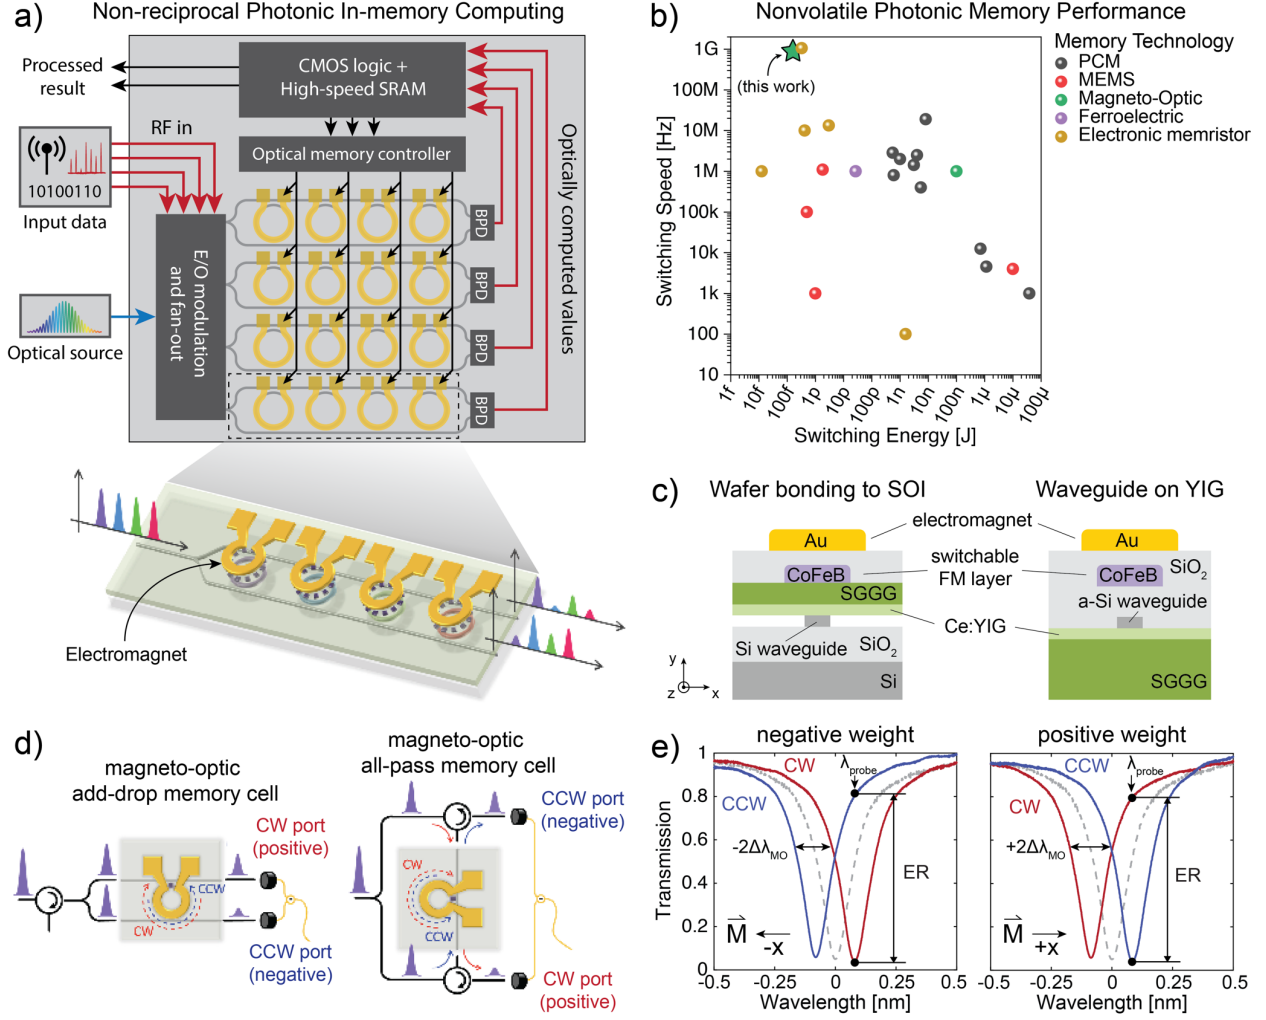 a)
Non-reciprocal Photonic In-memory Computing
Processed
result
CMOS logic +
High-speed SRAM
RF in
Optical memory controller
10100110
Input data
E/O modulation
and fan-out
Optical source
BPD
BPD
BPD
BPD
Optically computed values
Electromagnet
b)
Nonvolatile Photonic Memory Performance
Switching Speed [Hz]
1G
100M
10M
1M
100k
10k
1k
100
10
(this work)
1f
10f
100f
1p
10p
100p
1n
10n
100n
1µ
10µ
100µ
Switching Energy [J]
Memory Technology
PCM
MEMS
Magneto-Optic
Ferroelectric
Electronic memristor
c)
Wafer bonding to SOI
Waveguide on YIG
electromagnet
Au
Au
switchable
FM layer
CoFeB
CoFeB
SiO₂
SGGG
a-Si waveguide
Ce:YIG
Si waveguide
SiO₂
Si
SGGG
y
z
x
d)
magneto-optic
add-drop memory cell
CW port
(positive)
CCW
CW
CCW port
(negative)
magneto-optic
all-pass memory cell
CCW port
(negative)
CW
CCW
CW port
(positive)
e)
negative weight
Transmission
1
0.8
0.6
0.4
0.2
0
CW
CCW
λprobe
-2ΔλMO
ER
M
-x
-0.5
-0.25
0
0.25
0.5
Wavelength [nm]
positive weight
CCW
CW
λprobe
+2ΔλMO
ER
M
+x
-0.5
-0.25
0
0.25
0.5
Wavelength [nm]